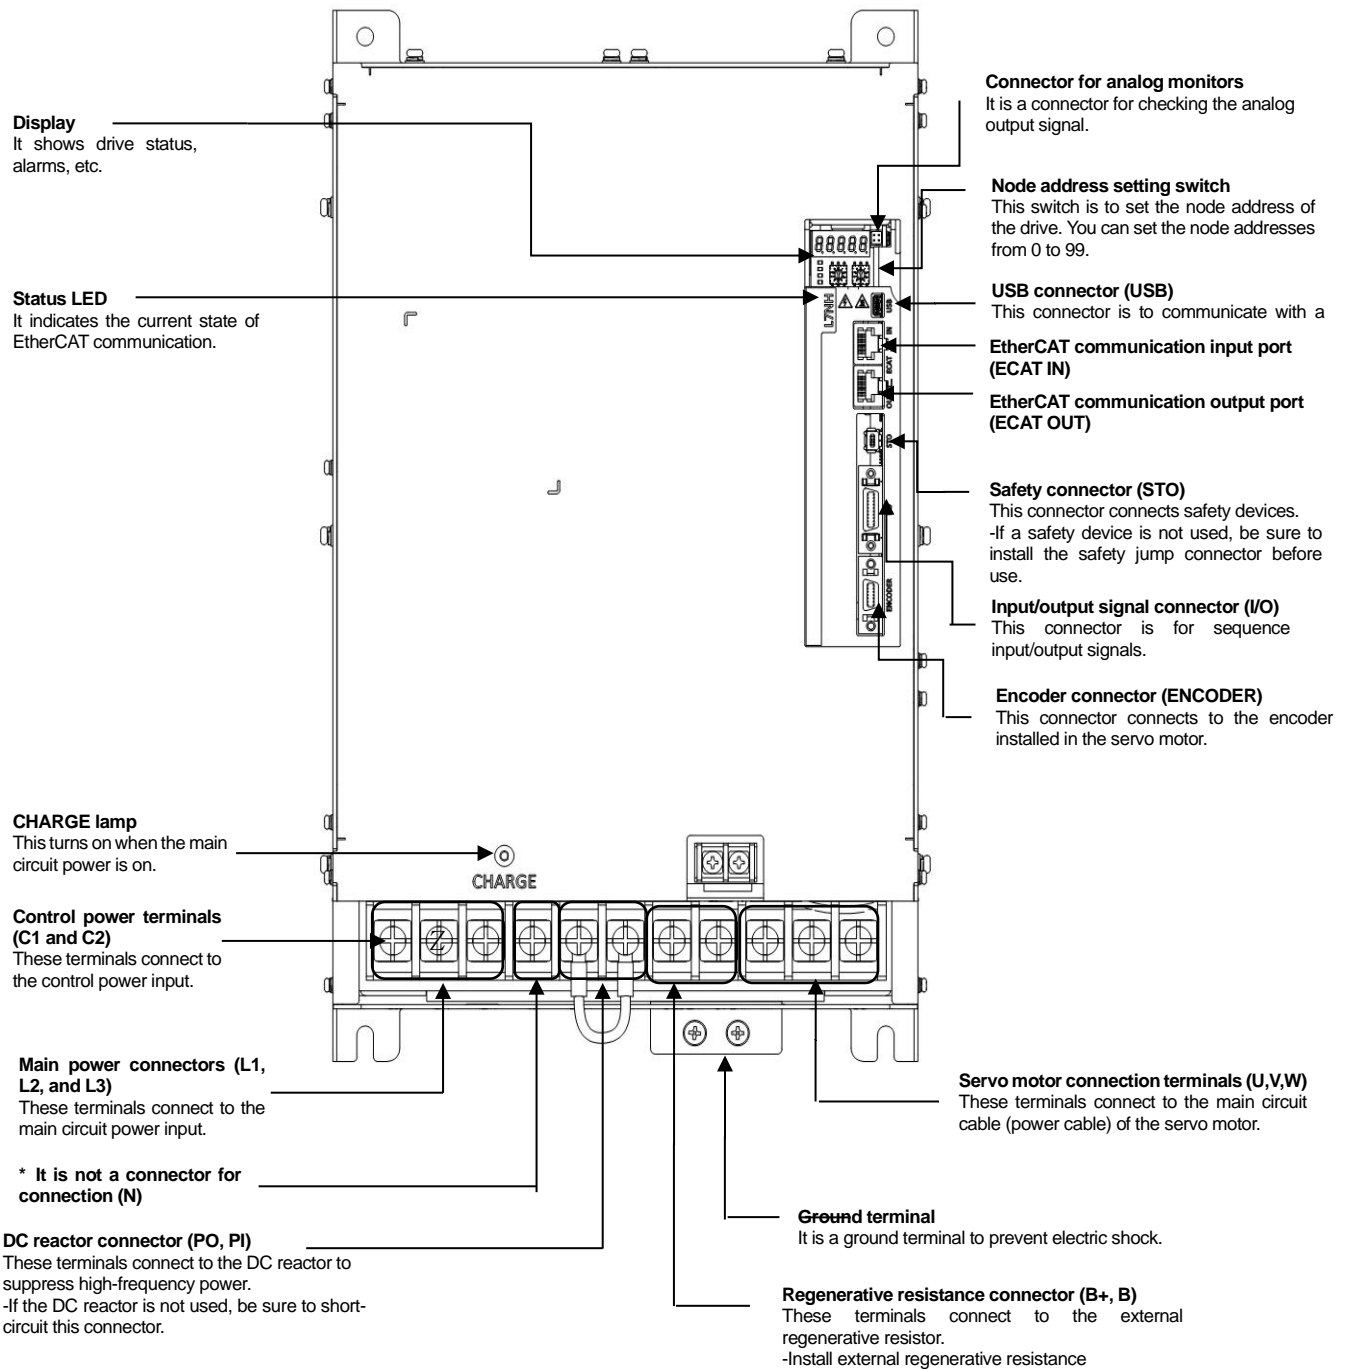 Display
It shows drive status,
alarms, etc.
Status LED
It indicates the current state of
EtherCAT communication.
CHARGE lamp
This turns on when the main
circuit power is on.
Control power terminals
(C1 and C2)
These terminals connect to
the control power input.
Main power connectors (L1,
L2, and L3)
These terminals connect to the
main circuit power input.
* It is not a connector for
connection (N)
DC reactor connector (PO, PI)
These terminals connect to the DC reactor to
suppress high-frequency power.
-If the DC reactor is not used, be sure to short-
circuit this connector.
L7NH
USB
ECAT IN
OUT
STO
ENCODER
CHARGE
Z
Connector for analog monitors
It is a connector for checking the analog
output signal.
Node address setting switch
This switch is to set the node address of
the drive. You can set the node addresses
from 0 to 99.
USB connector (USB)
This connector is to communicate with a
EtherCAT communication input port
(ECAT IN)
EtherCAT communication output port
(ECAT OUT)
Safety connector (STO)
This connector connects safety devices.
-If a safety device is not used, be sure to
install the safety jump connector before
use.
Input/output signal connector (I/O)
This connector is for sequence
input/output signals.
Encoder connector (ENCODER)
This connector connects to the encoder
installed in the servo motor.
Servo motor connection terminals (U,V,W)
These terminals connect to the main circuit
cable (power cable) of the servo motor.
Ground terminal
It is a ground terminal to prevent electric shock.
Regenerative resistance connector (B+, B)
These terminals connect to the external
regenerative resistor.
-Install external regenerative resistance